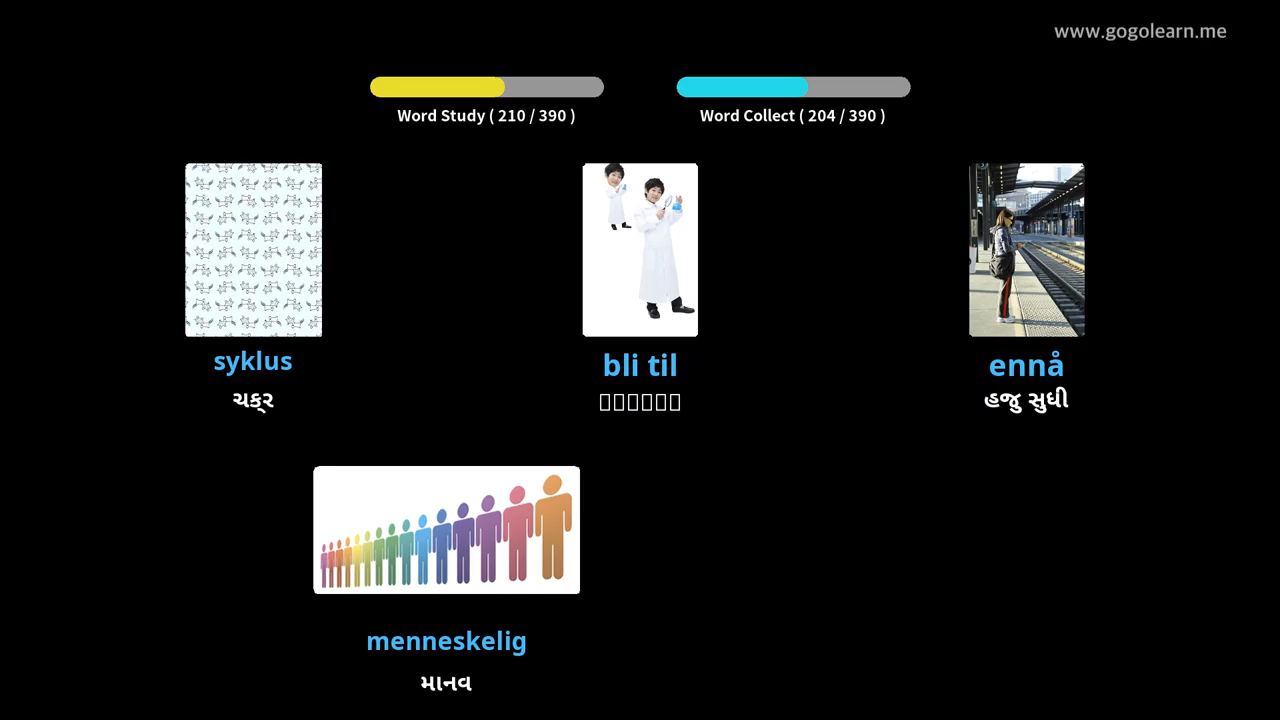 www.gogolearn.me
Word Study ( 210 / 390 )
Word Collect ( 204 / 390 )
syklus
ચક્ર
bli til
ennå
હજુ સુધી
menneskelig
માનવ